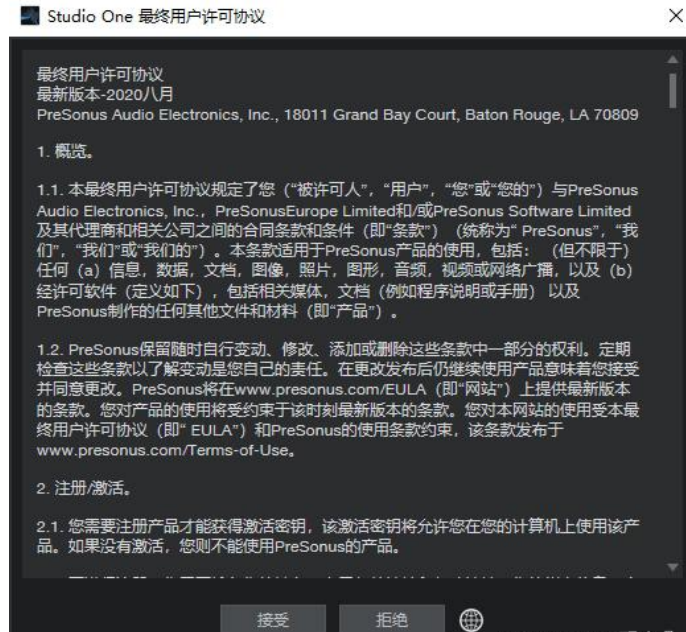 Studio One 最终用户许可协议
最终用户许可协议
最新版本-2020八月
PreSonus Audio Electronics, Inc., 18011 Grand Bay Court, Baton Rouge, LA 70809
1. 概览。
1.1. 本最终用户许可协议规定了您（“被许可人”，“用户”，“您”或“您的”）与PreSonus
Audio Electronics, Inc.，PreSonusEurope Limited和/或PreSonus Software Limited
及其代理商和相关公司之间的合同条款和条件（即“条款”）（统称为“ PreSonus”，“我
们”，“我们”或“我们的”）。本条款适用于PreSonus产品的使用，包括：（但不限于）
任何（a）信息，数据，文档，图像，照片，图形，音频，视频或网络广播，以及（b）
经许可软件（定义如下），包括相关媒体，文档（例如程序说明或手册） 以及
PreSonus制作的任何其他文件和材料（即“产品”）。
1.2. PreSonus保留随时自行变动、修改、添加或删除这些条款中一部分的权利。定期
检查这些条款以了解变动是您自己的责任。在更改发布后仍继续使用产品意味着您接受
并同意更改。PreSonus将在www.presonus.com/EULA（即“网站”）上提供最新版本
的条款。您对产品的使用将受约束于该时刻最新版本的条款。您对本网站的使用受本最
终用户许可协议（即“ EULA”）和PreSonus的使用条款约束，该条款发布于
www.presonus.com/Terms-of-Use。
2. 注册/激活。
2.1. 您需要注册产品才能获得激活密钥，该激活密钥将允许您在您的计算机上使用该产
品。如果没有激活，您则不能使用PreSonus的产品。
接受
拒绝